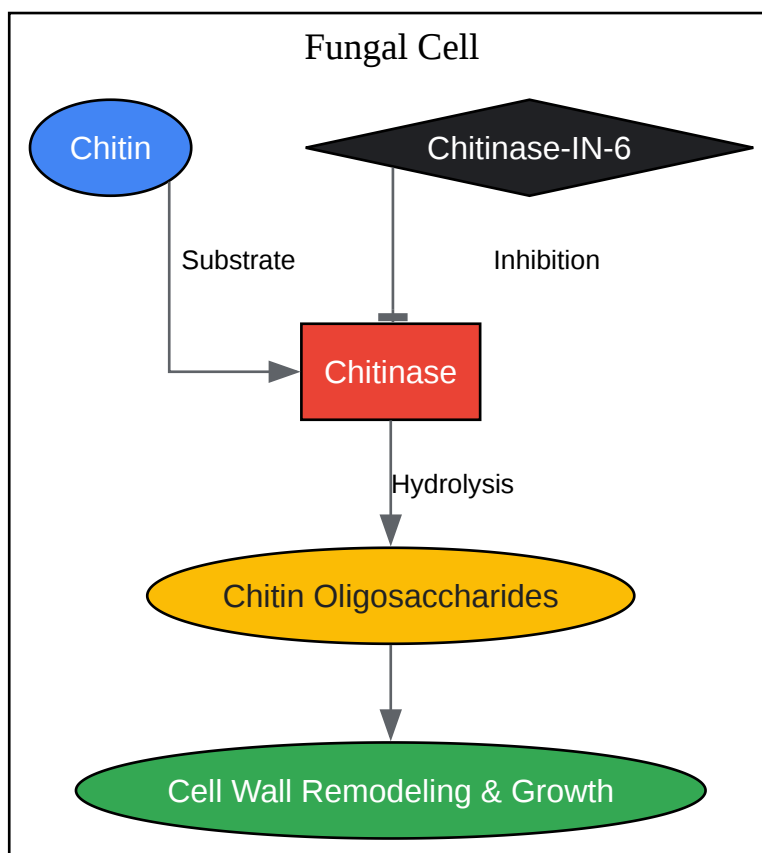 Fungal Cell
Chitin
Chitinase-IN-6
Substrate
Inhibition
Chitinase
Hydrolysis
Chitin Oligosaccharides
Cell Wall Remodeling & Growth